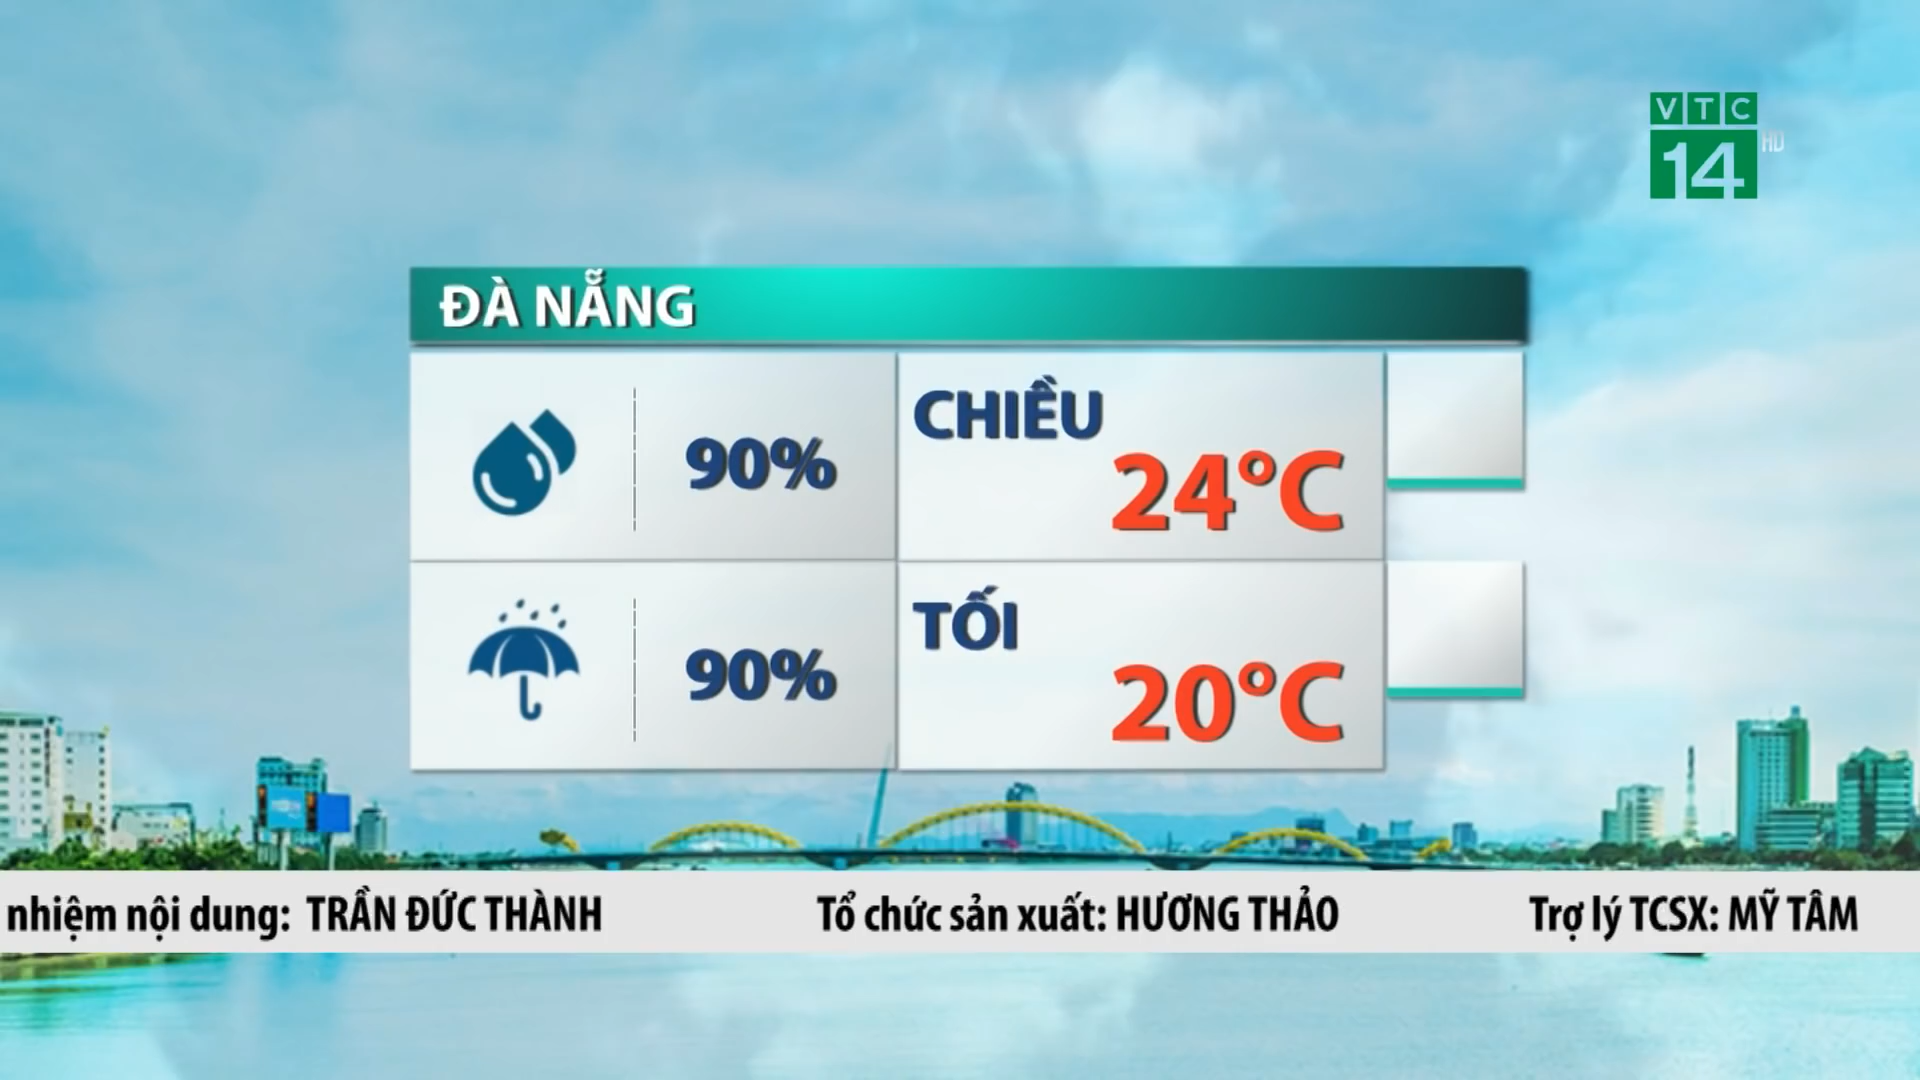 VTC
14 HD
ĐÀ NẴNG
90%
CHIỀU
24°C
90%
TỐI
20°C
nhiệm nội dung: TRẦN ĐỨC THÀNH
Tổ chức sản xuất: HƯƠNG THẢO
Trợ lý TCSX: MỸ TÂM